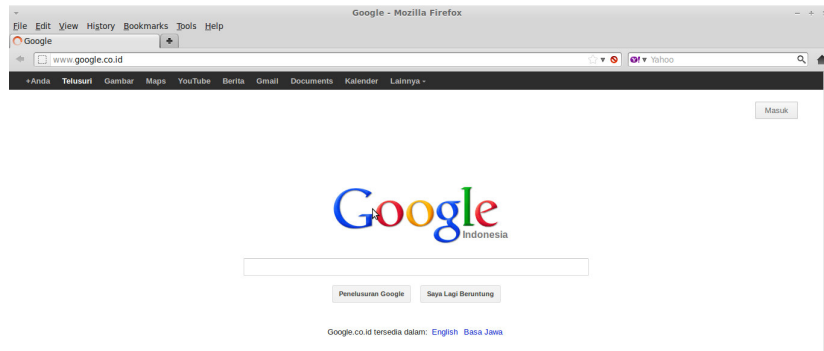 Google - Mozilla Firefox
File Edit View History Bookmarks Tools Help
Google
www.google.co.id Yahoo
+Anda Telusuri Gambar Maps YouTube Berita Gmail Documents Kalender Lainnya
Masuk
Google
Indonesia
Penelusuran Google Saya Lagi Beruntung
Google.co.id tersedia dalam: English Basa Jawa